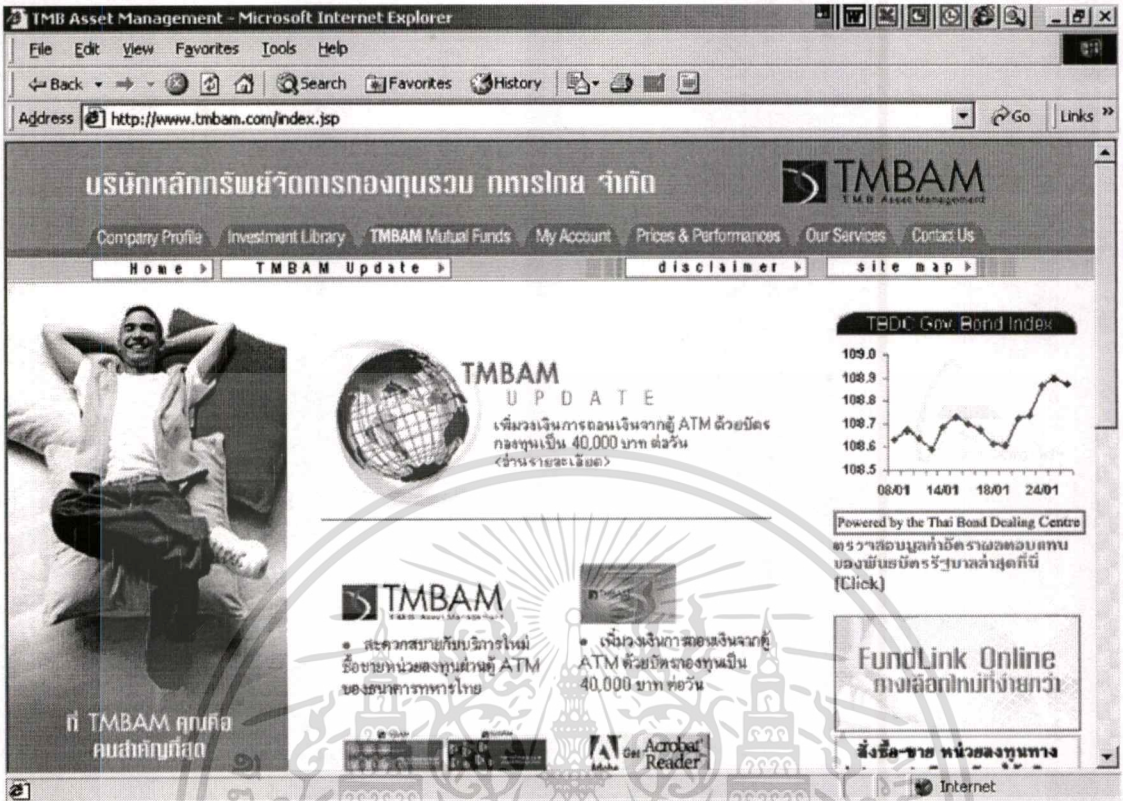 TMB Asset Management - Microsoft Internet Explorer
File Edit View Favorites Tools Help
Back Search Favorites History
Address http://www.tmbam.com/index.jsp Go Links »
บริษัทหลักทรัพย์จัดการกองทุนรวม ทหารไทย จำกัด
TMBAM
T.M.B. Asset Management
Company Profile Investment Library TMBAM Mutual Funds My Account Prices & Performances Our Services Contact Us
Home TMBAM Update disclaimer site map
TMBAM
UPDATE
เพิ่มวงเงินการถอนเงินจากตู้ ATM ด้วยบัตร
กองทุนเป็น 40,000 บาท ต่อวัน
<อ่านรายละเอียด>
TBDC Gov. Bond Index
109.0
108.9
108.8
108.7
108.6
108.5
08/01 14/01 18/01 24/01
Powered by the Thai Bond Dealing Centre
ตรวจสอบมูลค่าอัตราผลตอบแทน
ของพันธบัตรรัฐบาลล่าสุดที่นี่
(Click)
TMBAM
T.M.B. Asset Management
• สะดวกสบายกับบริการใหม่
ซื้อขายหน่วยลงทุนผ่านตู้ ATM
ของธนาคารทหารไทย
• เพิ่มวงเงินการถอนเงินจากตู้
ATM ด้วยบัตรกองทุนเป็น
40,000 บาท ต่อวัน
FundLink Online
ทางเลือกใหม่ที่ง่ายกว่า
ที่ TMBAM คุณคือ
คนสำคัญที่สุด
Adobe Get Acrobat Reader
สั่งซื้อ-ขาย หน่วยลงทุนทาง
Internet